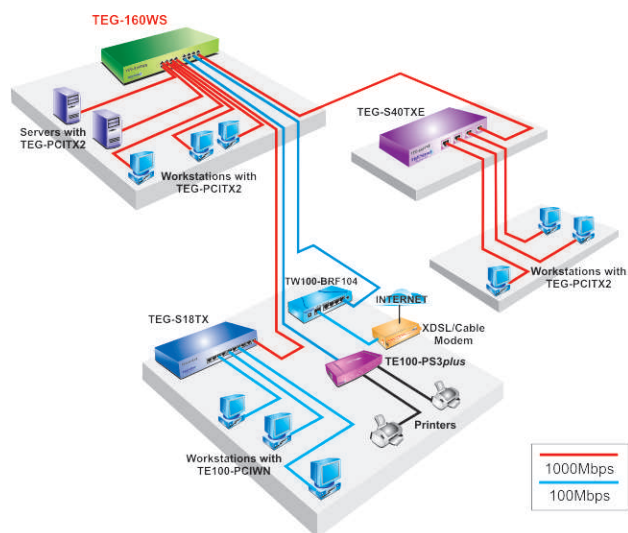 TEG-160WS
TEG-S40TXE
Servers with
TEG-PCITX2
Workstations with
TEG-PCITX2
Workstations with
TEG-PCITX2
TW100-BRF104
INTERNET
TEG-S18TX
XDSL/Cable
Modem
TE100-PS3plus
Printers
Workstations with
TE100-PCIWN
1000Mbps
100Mbps